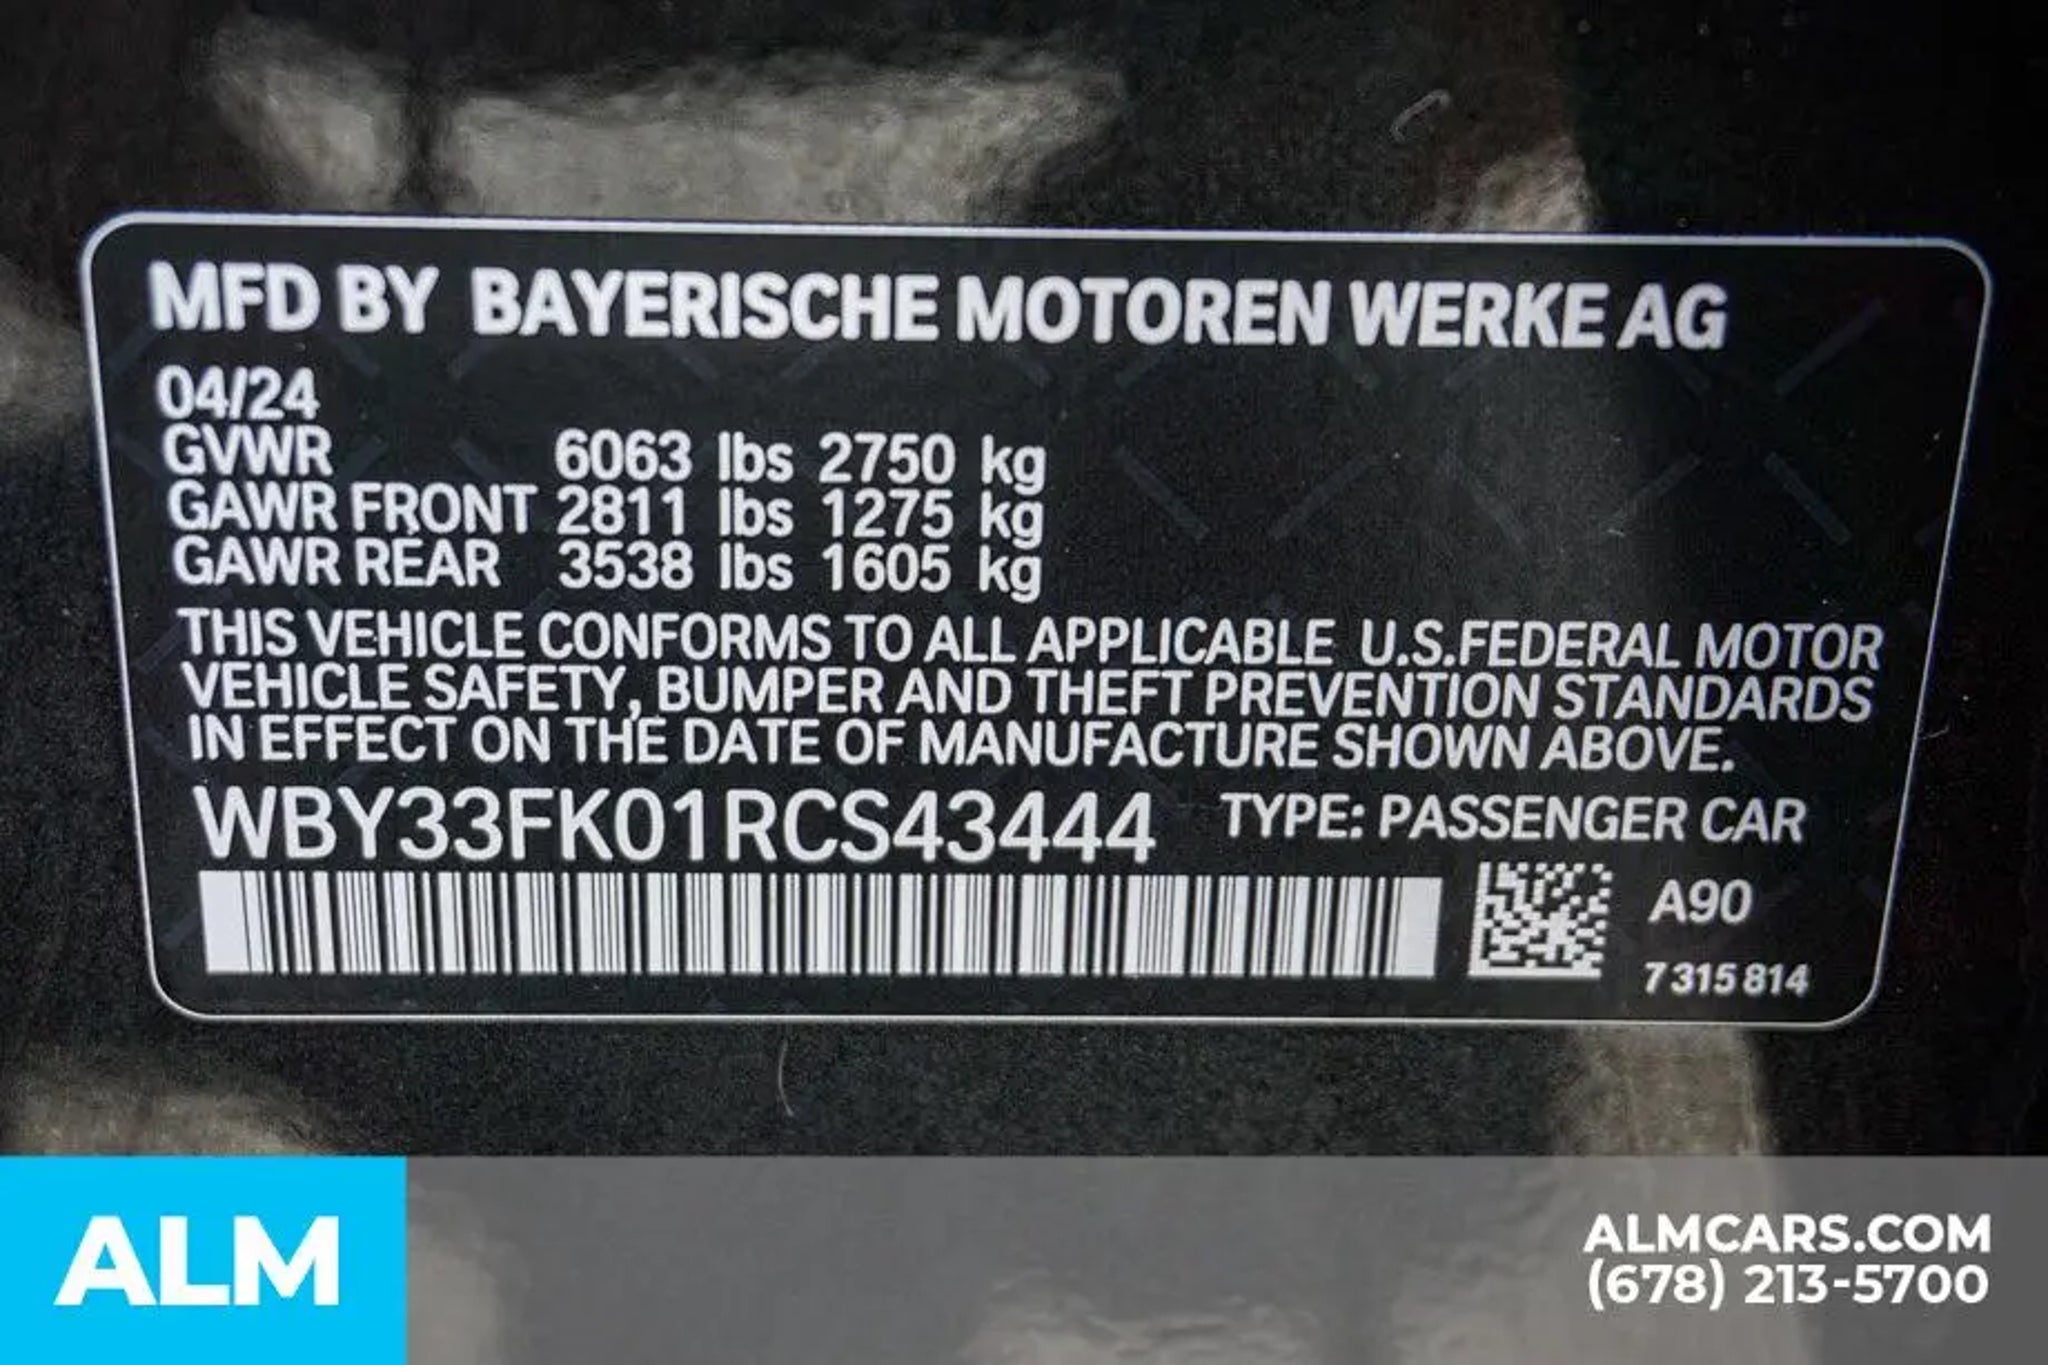 MFD BY BAYERISCHE MOTOREN WERKE AG
04/24
GVWR 6063 lbs 2750 kg
GAWR FRONT 2811 lbs 1275 kg
GAWR REAR 3538 lbs 1605 kg
THIS VEHICLE CONFORMS TO ALL APPLICABLE U.S.FEDERAL MOTOR
VEHICLE SAFETY, BUMPER AND THEFT PREVENTION STANDARDS
IN EFFECT ON THE DATE OF MANUFACTURE SHOWN ABOVE.
WBY33FK01RCS43444 TYPE: PASSENGER CAR
A90
7 315 814
ALM
ALMCARS.COM
(678) 213-5700